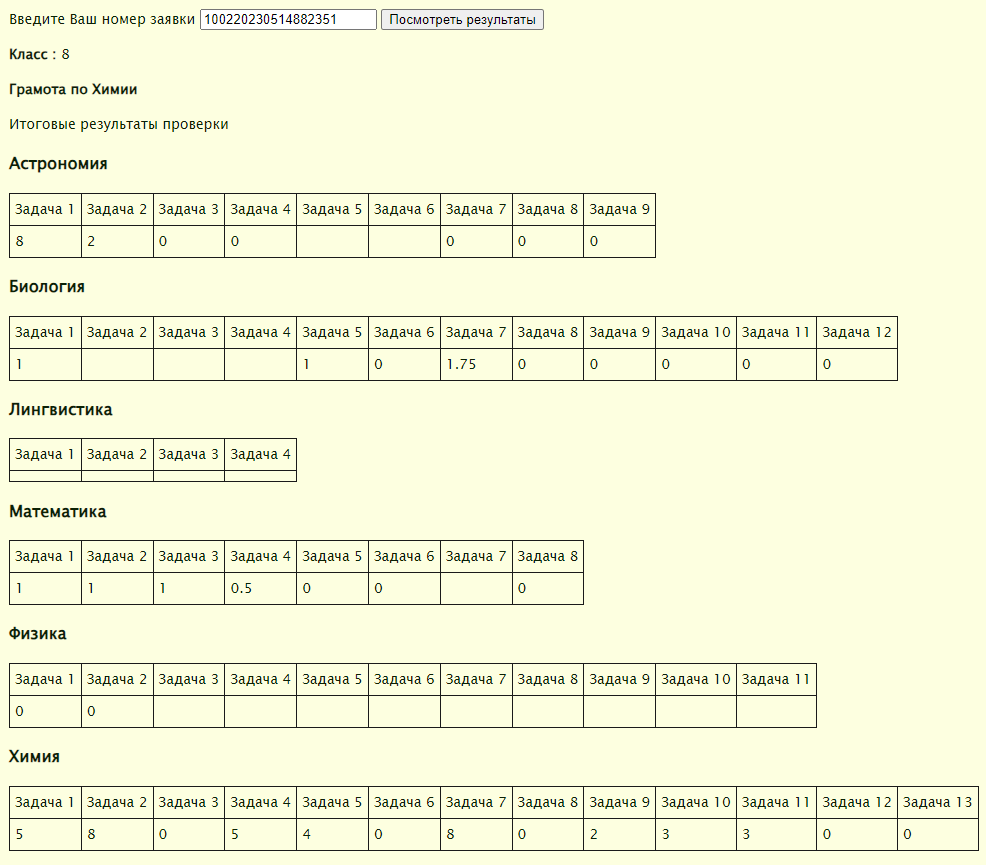 Введите Ваш номер заявки 100220230514882351 Посмотреть результаты
Класс : 8
Грамота по Химии
Итоговые результаты проверки
Астрономия
Задача 1 Задача 2 Задача 3 Задача 4 Задача 5 Задача 6 Задача 7 Задача 8 Задача 9
8 2 0 0 0 0 0
Биология
Задача 1 Задача 2 Задача 3 Задача 4 Задача 5 Задача 6 Задача 7 Задача 8 Задача 9 Задача 10 Задача 11 Задача 12
1 1 0 1.75 0 0 0 0 0
Лингвистика
Задача 1 Задача 2 Задача 3 Задача 4
Математика
Задача 1 Задача 2 Задача 3 Задача 4 Задача 5 Задача 6 Задача 7 Задача 8
1 1 1 0.5 0 0 0
Физика
Задача 1 Задача 2 Задача 3 Задача 4 Задача 5 Задача 6 Задача 7 Задача 8 Задача 9 Задача 10 Задача 11
0 0
Химия
Задача 1 Задача 2 Задача 3 Задача 4 Задача 5 Задача 6 Задача 7 Задача 8 Задача 9 Задача 10 Задача 11 Задача 12 Задача 13
5 8 0 5 4 0 8 0 2 3 3 0 0